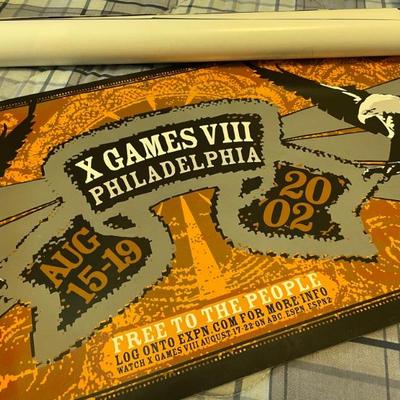 X GAMES VIII
PHILADELPHIA
AUG
15-19
20
02
FREE TO THE PEOPLE
LOG ONTO EXPN.COM FOR MORE INFO
WATCH X GAMES VIII AUGUST 17-22 ON ABC, ESPN, ESPN2